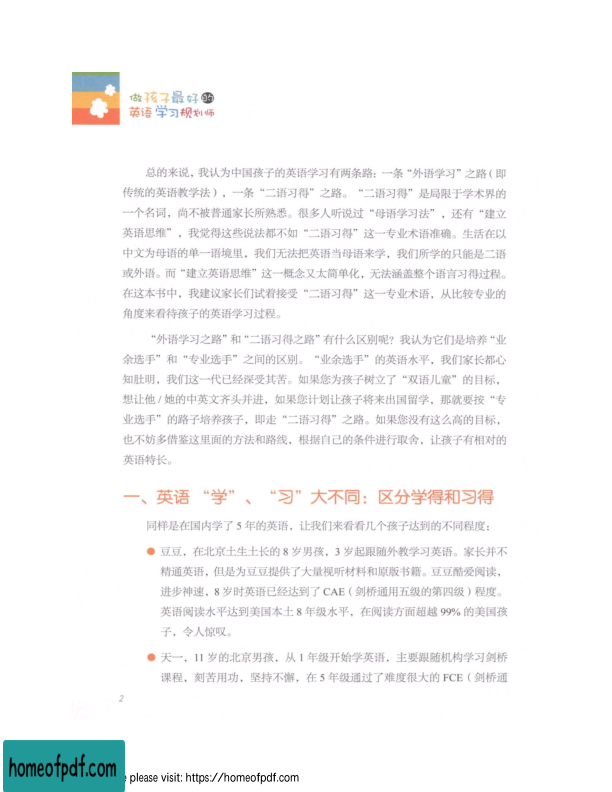 做孩子最好的
英语学习规划师
总的来说，我认为中国孩子的英语学习有两条路：一条“外语学习”之路（即
传统的英语教学法），一条“二语习得”之路。“二语习得”是局限于学术界的
一个名词，尚不被普通家长所熟悉。很多人听说过“母语学习法”，还有“建立
英语思维”，我觉得这些说法都不如“二语习得”这一专业术语准确。生活在以
中文为母语的单一语境里，我们无法把英语当母语来学，我们所学的只能是二语
或外语。而“建立英语思维”这一概念又太简单化，无法涵盖整个语言习得过程。
在这本书中，我建议家长们试着接受“二语习得”这一专业术语，从比较专业的
角度来看待孩子的英语学习过程。
“外语学习之路”和“二语习得之路”有什么区别呢？我认为它们是培养“业
余选手”和“专业选手”之间的区别。“业余选手”的英语水平，我们家长都心
知肚明，我们这一代已经深受其苦。如果您为孩子树立了“双语儿童”的目标，
想让他/她的中英文齐头并进，如果您计划让孩子将来出国留学，那就要按“专
业选手”的路子培养孩子，即走“二语习得”之路。如果您没有这么高的目标，
也不妨多借鉴这里面的方法和路线，根据自己的条件进行取舍，让孩子有相对的
英语特长。
一、英语“学”、“习”大不同：区分学得和习得
同样是在国内学了5年的英语，让我们来看看几个孩子达到的不同程度：
● 豆豆，在北京土生土长的8岁男孩，3岁起跟随外教学习英语。家长并不
精通英语，但是为豆豆提供了大量视听材料和原版书籍。豆豆酷爱阅读，
进步神速，8岁时英语已经达到了CAE（剑桥通用五级的第四级）程度。
英语阅读水平达到美国本土8年级水平，在阅读方面超越99%的美国孩
子，令人惊叹。
● 天一，11岁的北京男孩，从1年级开始学英语，主要跟随机构学习剑桥
课程，刻苦用功，坚持不懈，在5年级通过了难度很大的FCE（剑桥通
2
homeofpdf.com
please visit: https://homeofpdf.com